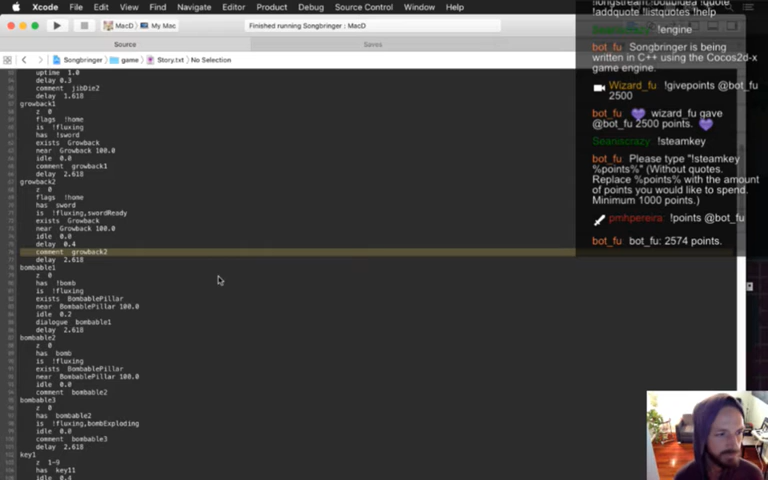 Xcode File Edit View Find Navigate Editor Product Debug Source Control Window Help
MacD My Mac
Finished running Songbringer : MacD
Source
Saves
Songbringer game Story.txt No Selection
uptime 1.0
delay 0.3
comment jibDie2
delay 1.618
growback1
z 0
flags !home
is !fluxing
has !sword
exists Growback
near Growback 100.0
idle 0.0
comment growback1
delay 2.618
growback2
z 0
flags !home
has sword
is !fluxing,swordReady
exists Growback
near Growback 100.0
idle 0.0
delay 0.4
comment growback2
delay 2.618
bombable1
z 0
has !bomb
is !fluxing
exists BombablePillar
near BombablePillar 100.0
idle 0.2
dialogue bombable1
delay 2.618
bombable2
z 0
has bomb
is !fluxing
exists BombablePillar
near BombablePillar 100.0
idle 0.0
comment bombable2
bombable3
z 0
has bombable2
is !fluxing,bombExploding
idle 0.0
comment bombable3
delay 2.618
key1
z 1-9
has key11
idle 0.4
!addquote !listquotes !help
!engine
bot_fu Songbringer is being
written in C++ using the Cocos2d-x
game engine.
Wizard_fu !givepoints @bot_fu
2500
bot_fu wizard_fu gave
@bot_fu 2500 points.
Seaniscrazy: !steamkey
bot_fu Please type "!steamkey
%points%" (Without quotes.
Replace %points% with the amount
of points you would like to spend.
Minimum 1000 points.)
pmhpereira !points @bot_fu
bot_fu bot_fu: 2574 points.